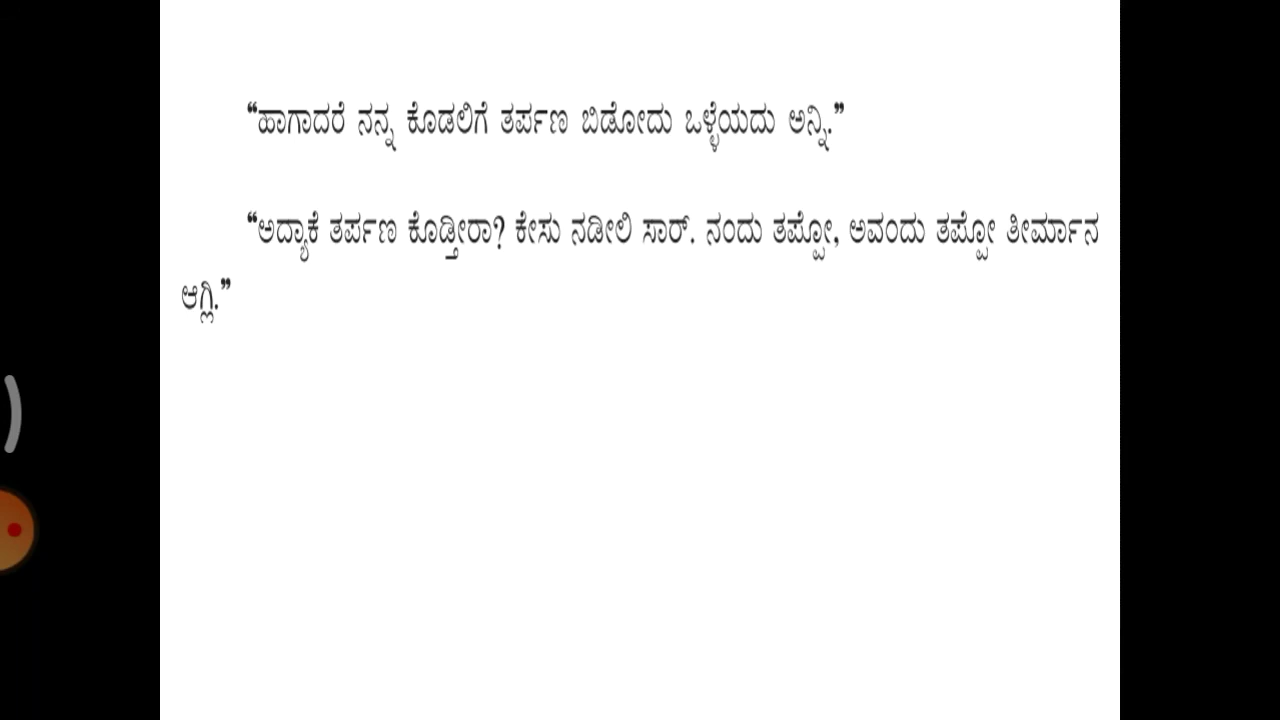 “ಹಾಗಾದರೆ ನನ್ನ ಕೊಡಲಿಗೆ ತರ್ಪಣ ಬಿಡೋದು ಒಳ್ಳೆಯದು ಅನ್ನಿ.”
“ಅದ್ಯಾಕೆ ತರ್ಪಣ ಕೊಡ್ತೀರಾ? ಕೇಸು ನಡೀಲಿ ಸಾರ್. ನಂದು ತಪ್ಪೋ, ಅವಂದು ತಪ್ಪೋ ತೀರ್ಮಾನ
ಆಗ್ಲಿ.”